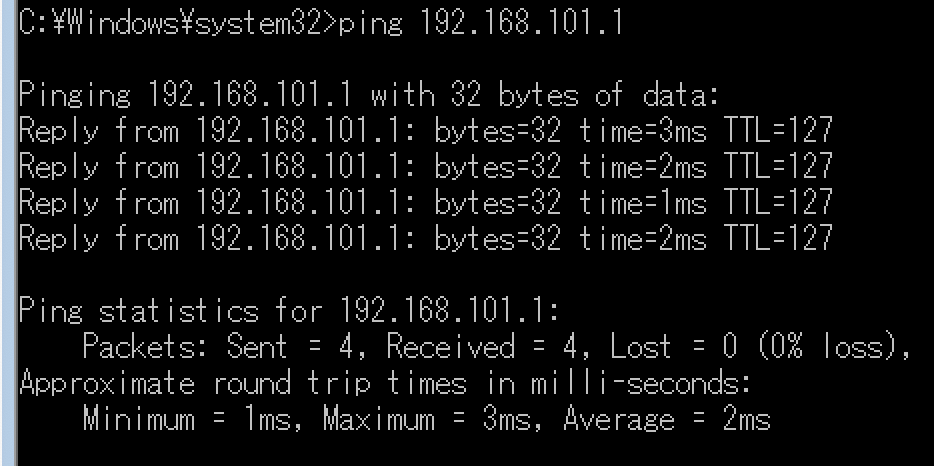 C:¥Windows¥system32>ping 192.168.101.1
Pinging 192.168.101.1 with 32 bytes of data:
Reply from 192.168.101.1: bytes=32 time=3ms TTL=127
Reply from 192.168.101.1: bytes=32 time=2ms TTL=127
Reply from 192.168.101.1: bytes=32 time=1ms TTL=127
Reply from 192.168.101.1: bytes=32 time=2ms TTL=127
Ping statistics for 192.168.101.1:
    Packets: Sent = 4, Received = 4, Lost = 0 (0% loss),
Approximate round trip times in milli-seconds:
    Minimum = 1ms, Maximum = 3ms, Average = 2ms